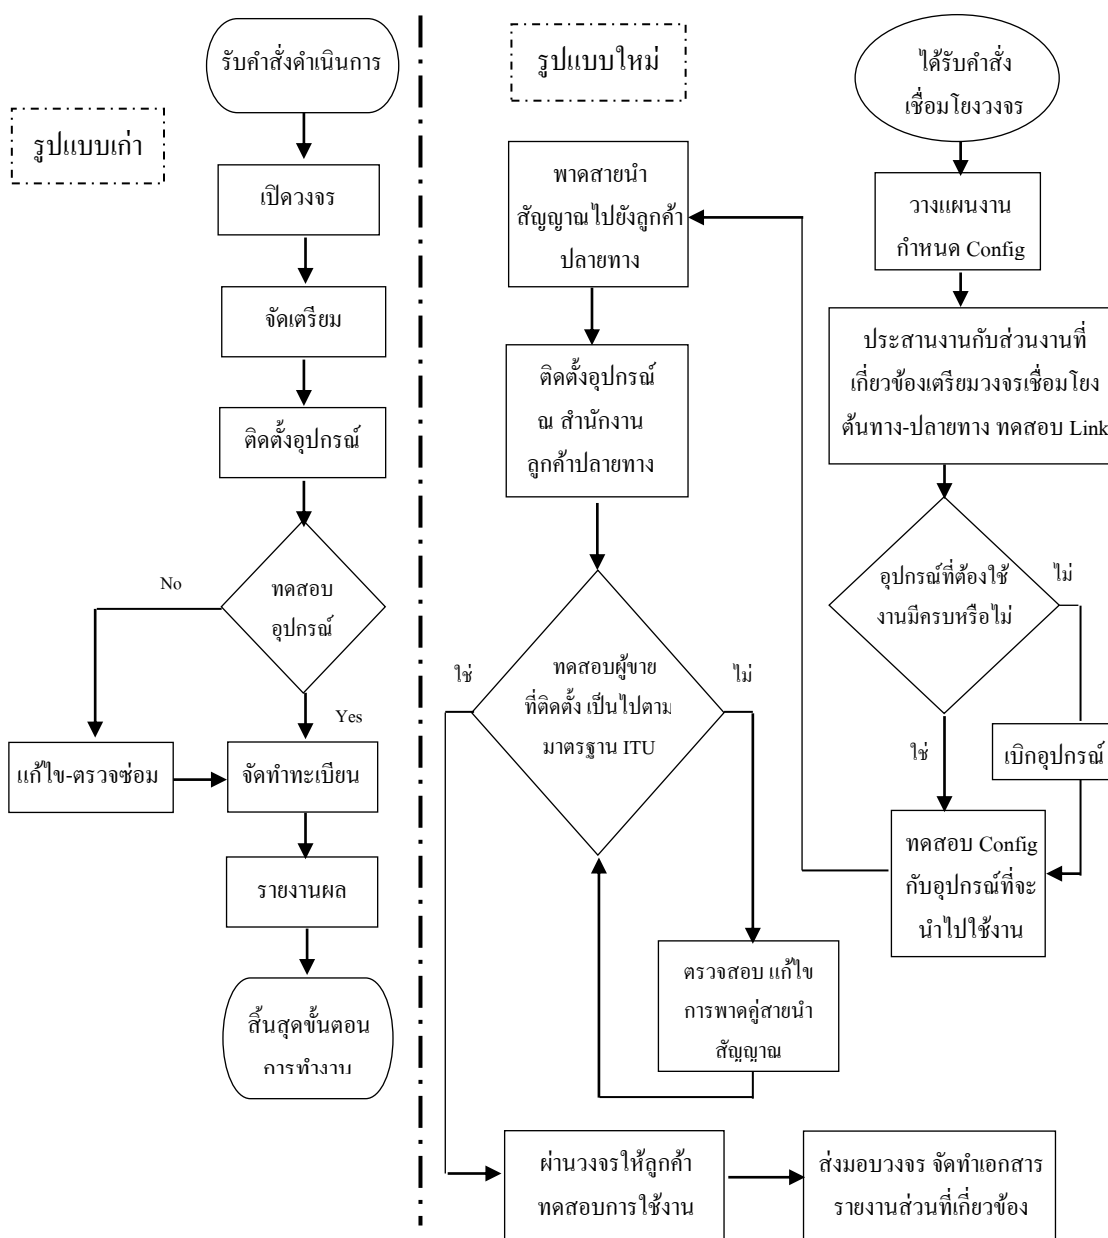 รูปแบบเก่า
รับคำสั่งดำเนินการ
เปิดวงจร
จัดเตรียม
ติดตั้งอุปกรณ์
ทดสอบ
อุปกรณ์
No
Yes
แก้ไข-ตรวจซ่อม
จัดทำทะเบียน
รายงานผล
สิ้นสุดขั้นตอน
การทำงาน
รูปแบบใหม่
ได้รับคำสั่ง
เชื่อมโยงวงจร
วางแผนงาน
กำหนด Config
ประสานงานกับส่วนงานที่
เกี่ยวข้องเตรียมวงจรเชื่อมโยง
ต้นทาง-ปลายทาง ทดสอบ Link
อุปกรณ์ที่ต้องใช้
งานมีครบหรือไม่
ไม่
ใช่
เบิกอุปกรณ์
ทดสอบ Config
กับอุปกรณ์ที่จะ
นำไปใช้งาน
พาดสายนำ
สัญญาณไปยังลูกค้า
ปลายทาง
ติดตั้งอุปกรณ์
ณ สำนักงาน
ลูกค้าปลายทาง
ทดสอบผู้ขาย
ที่ติดตั้ง เป็นไปตาม
มาตรฐาน ITU
ใช่
ไม่
ตรวจสอบ แก้ไข
การพาดคู่สายนำ
สัญญาณ
ผ่านวงจรให้ลูกค้า
ทดสอบการใช้งาน
ส่งมอบวงจร จัดทำเอกสาร
รายงานส่วนที่เกี่ยวข้อง